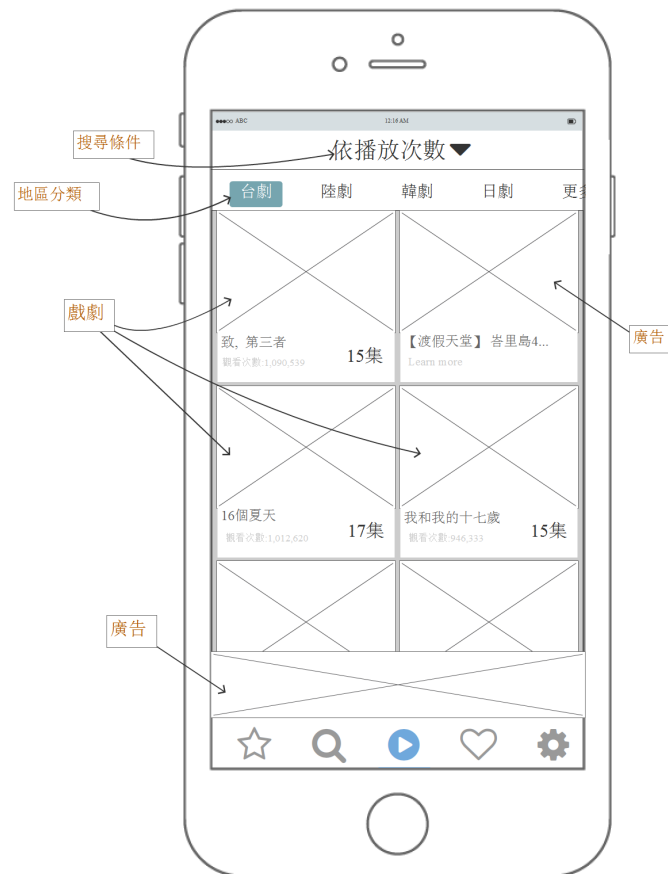 ABC 12:16 AM
搜尋條件
依播放次數
地區分類
台劇 陸劇 韓劇 日劇 更多
戲劇
廣告
致, 第三者
觀看次數:1,090,539
15集
【渡假天堂】 峇里島4...
Learn more
16個夏天
觀看次數:1,012,620
17集
我和我的十七歲
觀看次數:946,333
15集
廣告